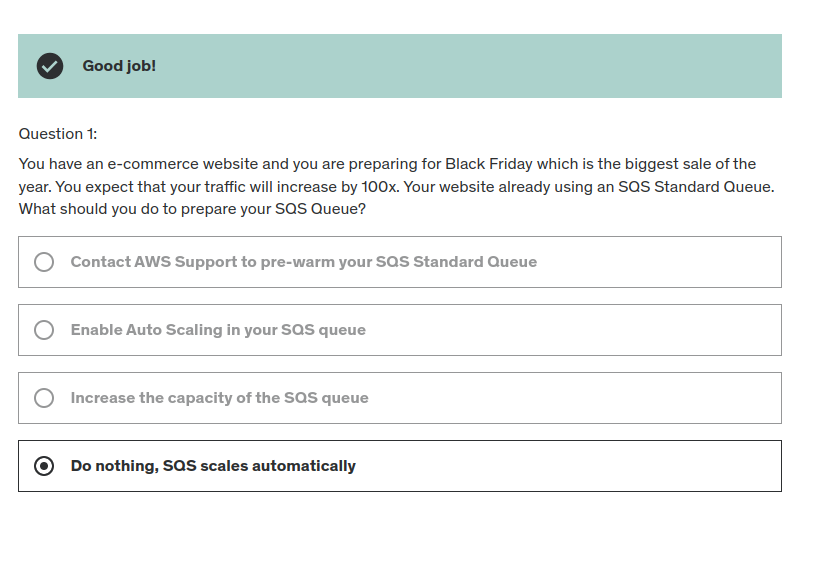 Good job!
Question 1:
You have an e-commerce website and you are preparing for Black Friday which is the biggest sale of the
year. You expect that your traffic will increase by 100x. Your website already using an SQS Standard Queue.
What should you do to prepare your SQS Queue?
Contact AWS Support to pre-warm your SQS Standard Queue
Enable Auto Scaling in your SQS queue
Increase the capacity of the SQS queue
Do nothing, SQS scales automatically